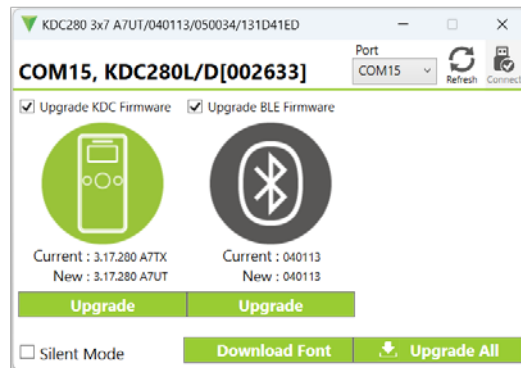 KDC280 3x7 A7UT/040113/050034/131D41ED
Port
COM15, KDC280L/D[002633]
COM15
Refresh
Connect
Upgrade KDC Firmware
Upgrade BLE Firmware
Current : 3.17.280 A7TX
New : 3.17.280 A7UT
Current : 040113
New : 040113
Upgrade
Upgrade
Silent Mode
Download Font
Upgrade All